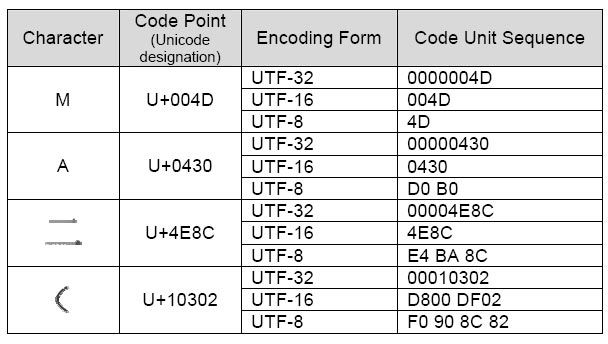 Character Code Point (Unicode designation) Encoding Form Code Unit Sequence
UTF-32 0000004D
M U+004D UTF-16 004D
UTF-8 4D
UTF-32 00000430
A U+0430 UTF-16 0430
UTF-8 D0 B0
UTF-32 00004E8C
二 U+4E8C UTF-16 4E8C
UTF-8 E4 BA 8C
UTF-32 00010302
𐌂 U+10302 UTF-16 D800 DF02
UTF-8 F0 90 8C 82